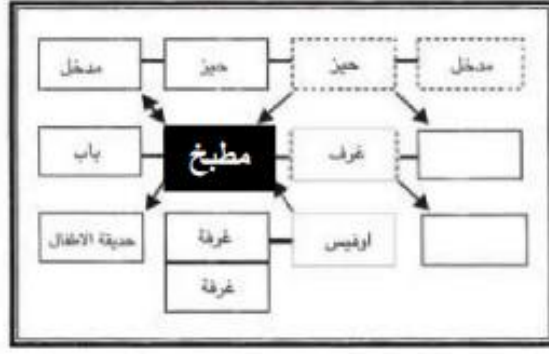 مدخل
حيز
حيز
مدخل
باب
مطبخ
غرف
حديقة الاطفال
غرفة
اوفيس
غرفة